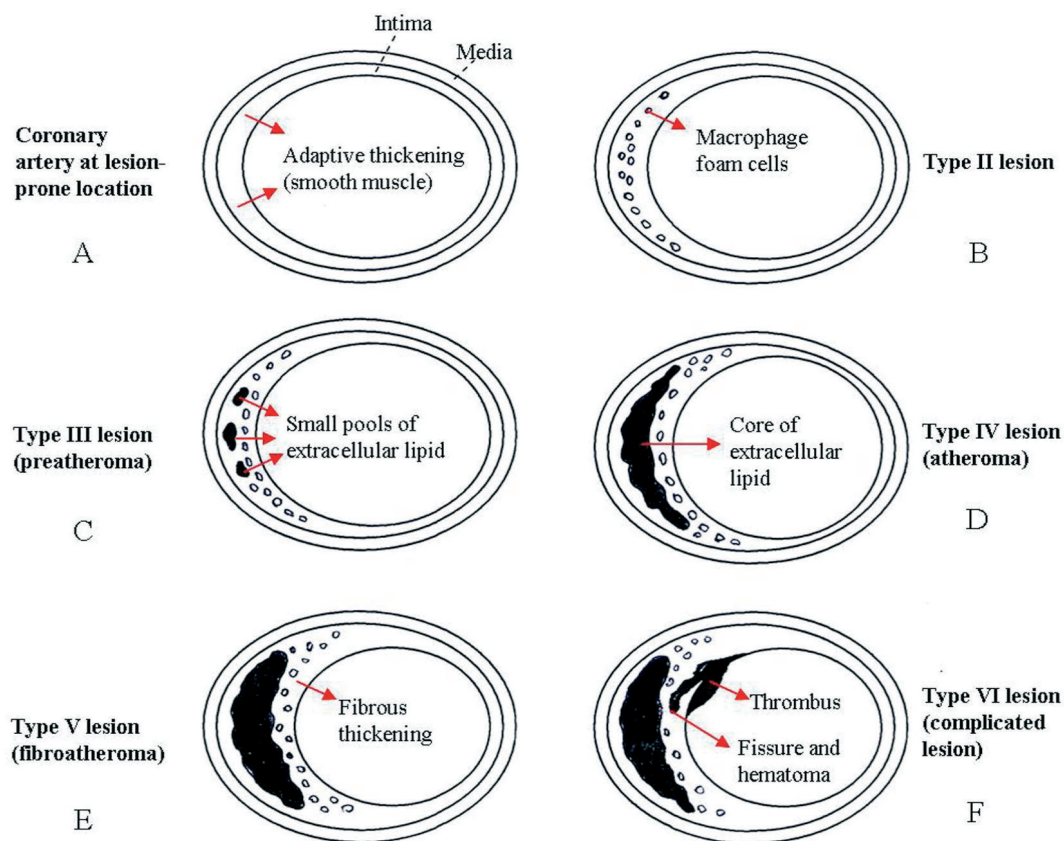 Intima
Media
Coronary
artery at lesion-
prone location
A
Adaptive thickening
(smooth muscle)
Macrophage
foam cells
Type II lesion
B
Type III lesion
(preatheroma)
C
Small pools of
extracellular lipid
Core of
extracellular
lipid
Type IV lesion
(atheroma)
D
Type V lesion
(fibroatheroma)
E
Fibrous
thickening
Thrombus
Fissure and
hematoma
Type VI lesion
(complicated
lesion)
F